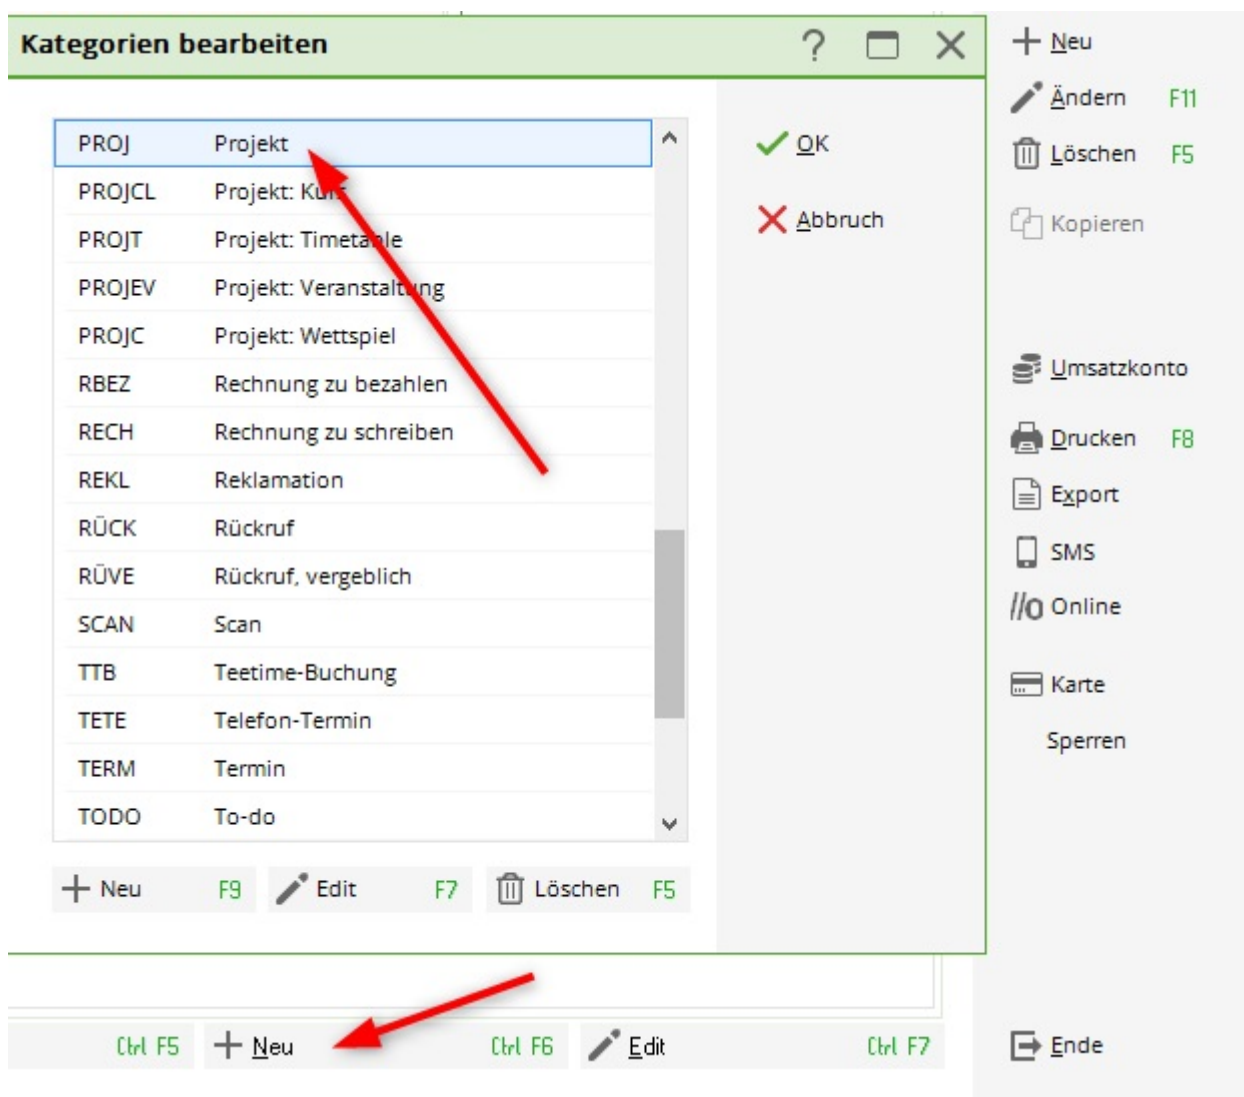 Kategorien bearbeiten ?
PROJ Projekt
PROJCL Projekt: Kurs
PROJT Projekt: Timetable
PROJEV Projekt: Veranstaltung
PROJC Projekt: Wettspiel
RBEZ Rechnung zu bezahlen
RECH Rechnung zu schreiben
REKL Reklamation
RÜCK Rückruf
RÜVE Rückruf, vergeblich
SCAN Scan
TTB Teetime-Buchung
TETE Telefon-Termin
TERM Termin
TODO To-do
Neu F9 Edit F7 Löschen F5
OK
Abbruch
Neu
Ändern F11
Löschen F5
Kopieren
Umsatzkonto
Drucken F8
Export
SMS
Online
Karte
Sperren
Ctrl F5 Neu Ctrl F6 Edit Ctrl F7
Ende